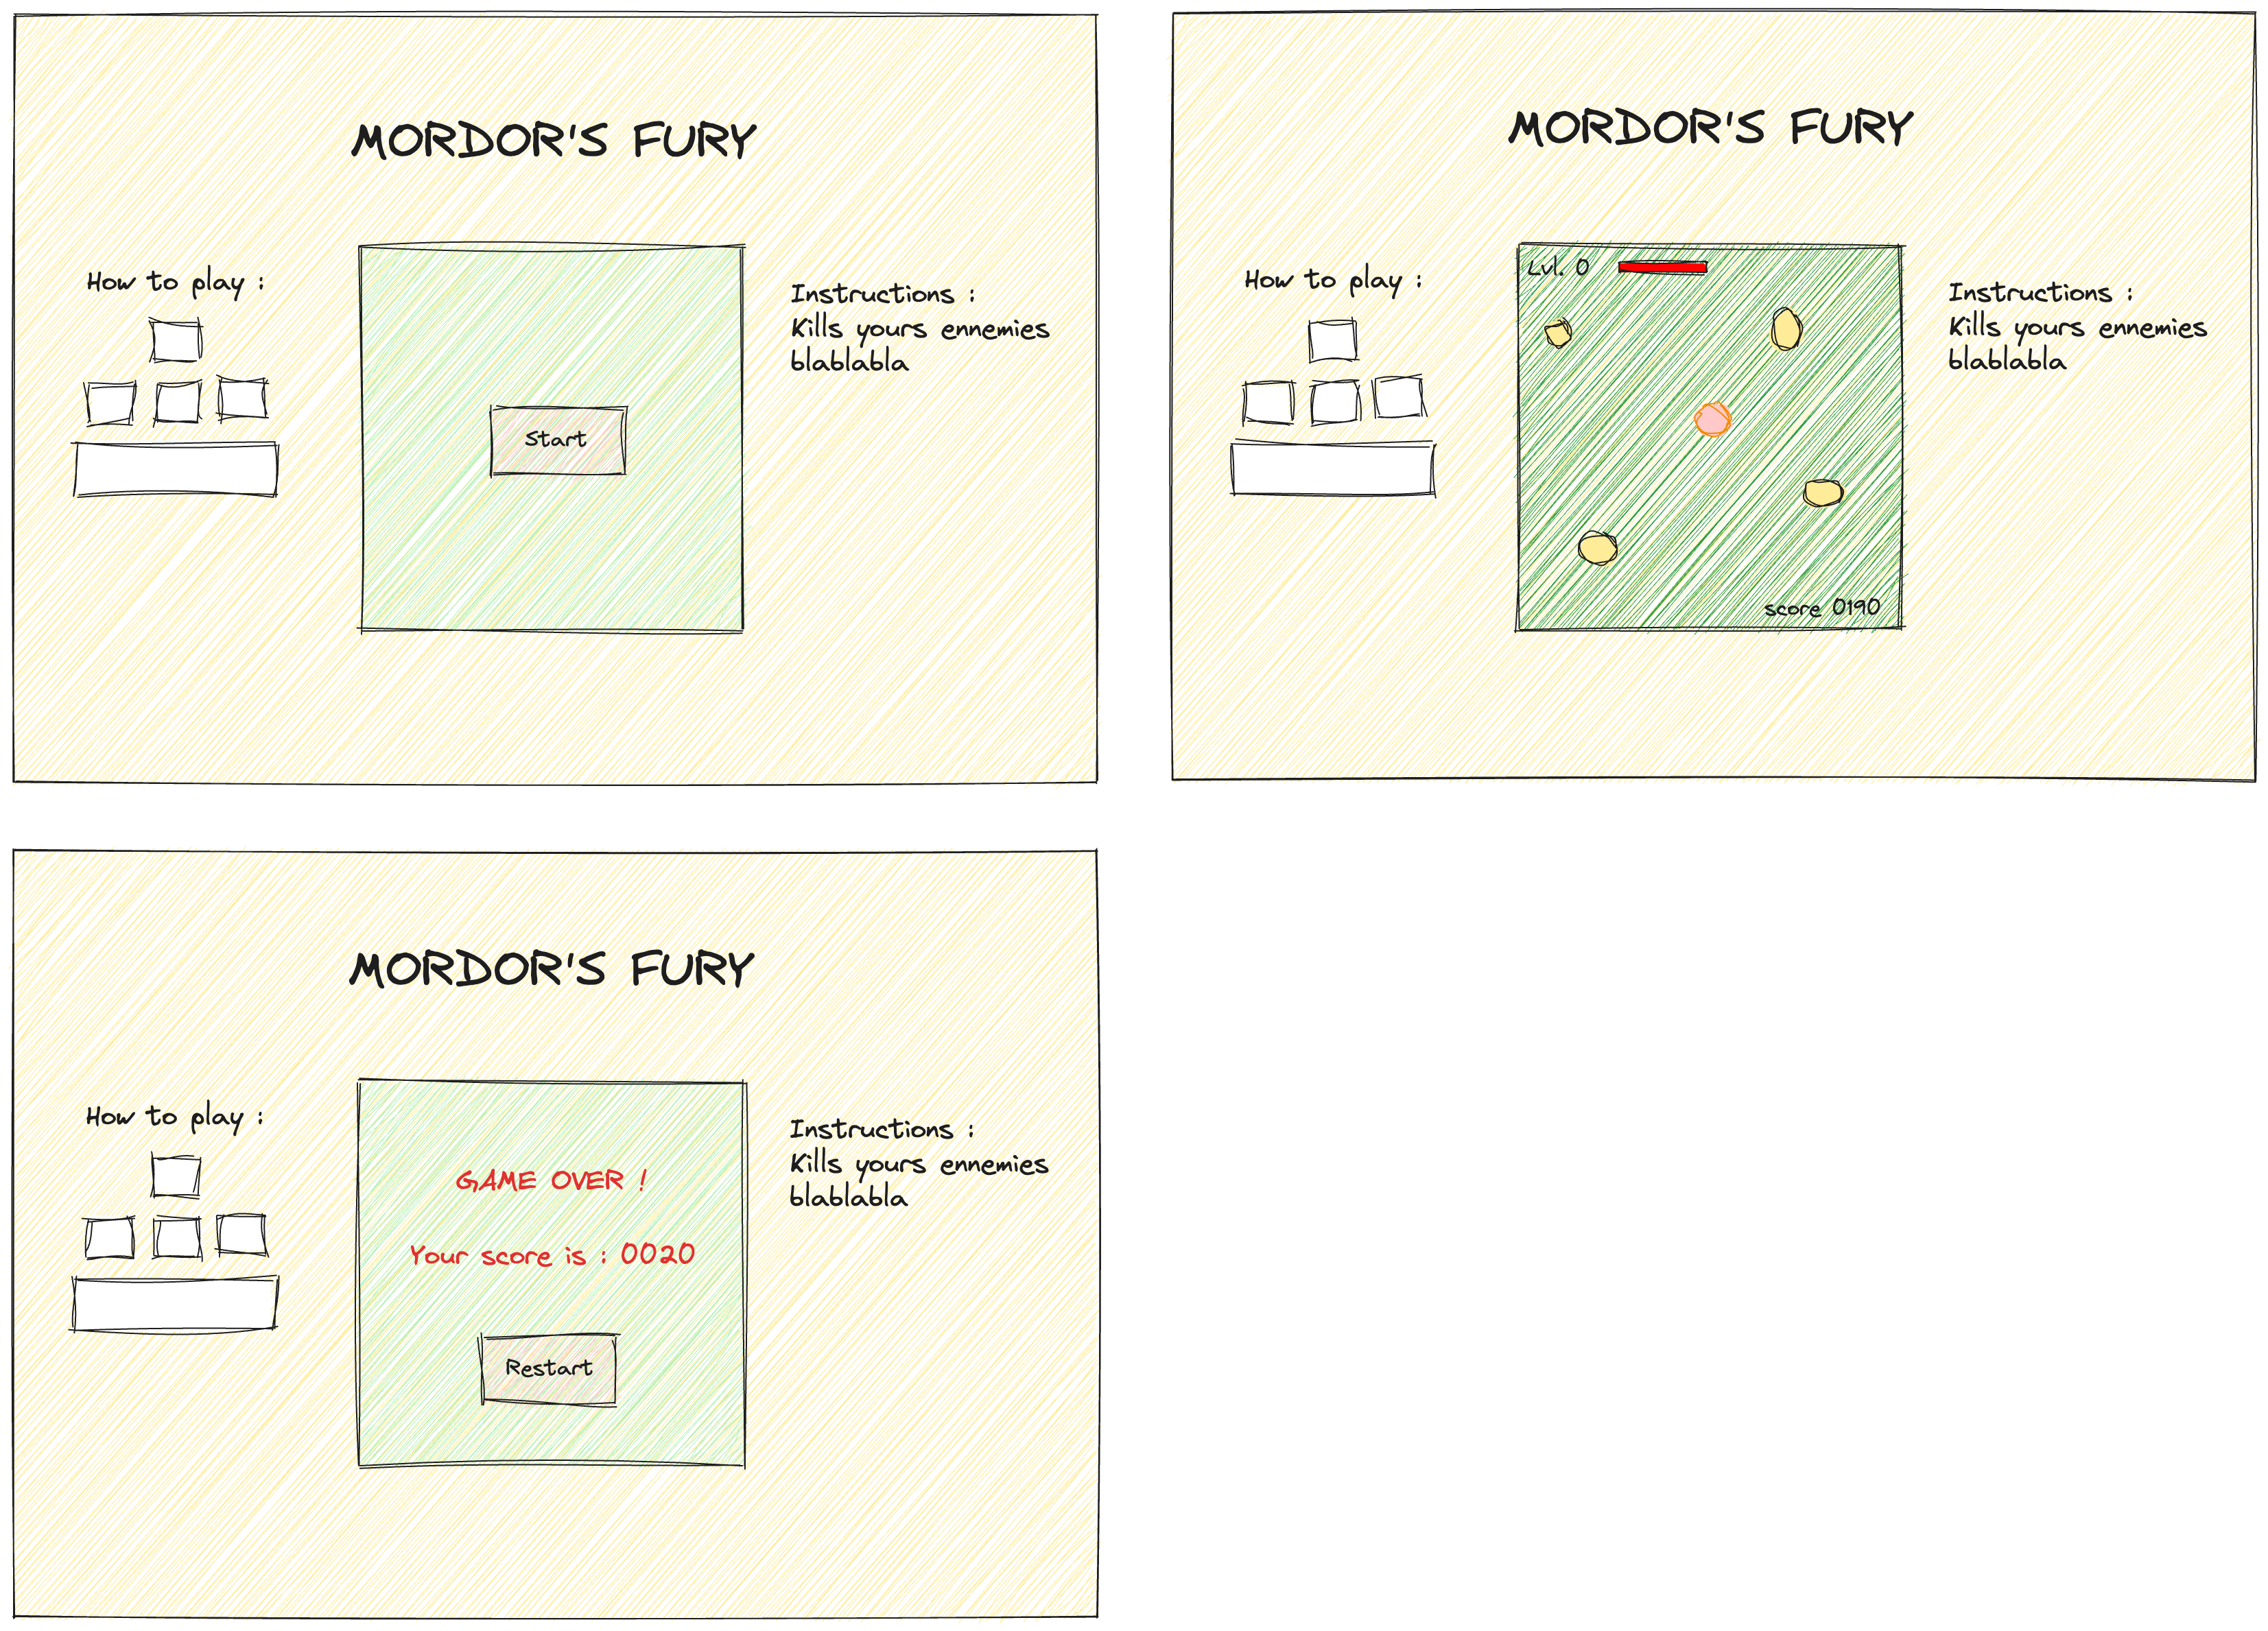 MORDOR'S FURY
How to play :
Start
Instructions :
Kills yours ennemies
blablabla
MORDOR'S FURY
How to play :
Lvl. 0
score 0190
Instructions :
Kills yours ennemies
blablabla
MORDOR'S FURY
How to play :
GAME OVER !
Your score is : 0020
Restart
Instructions :
Kills yours ennemies
blablabla